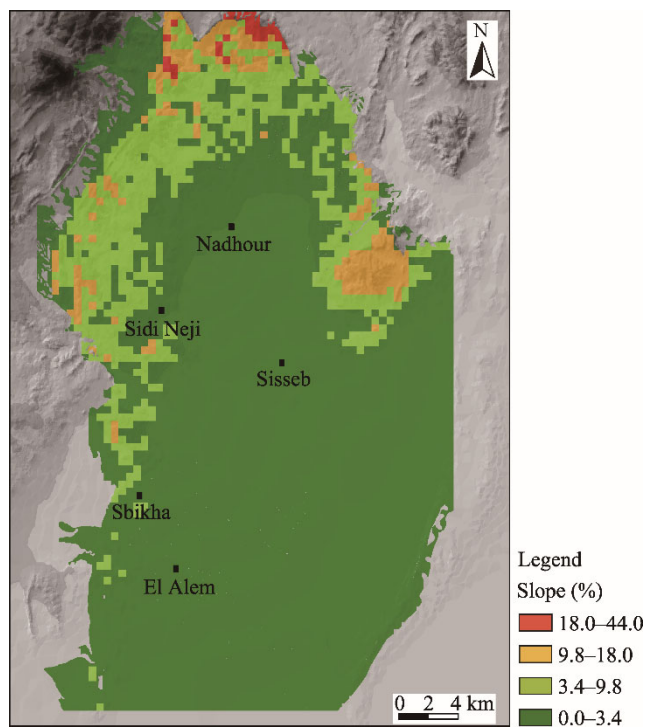 N
Nadhour
Sidi Neji
Sisseb
Sbikha
El Alem
0 2 4 km
Legend
Slope (%)
18.0–44.0
9.8–18.0
3.4–9.8
0.0–3.4